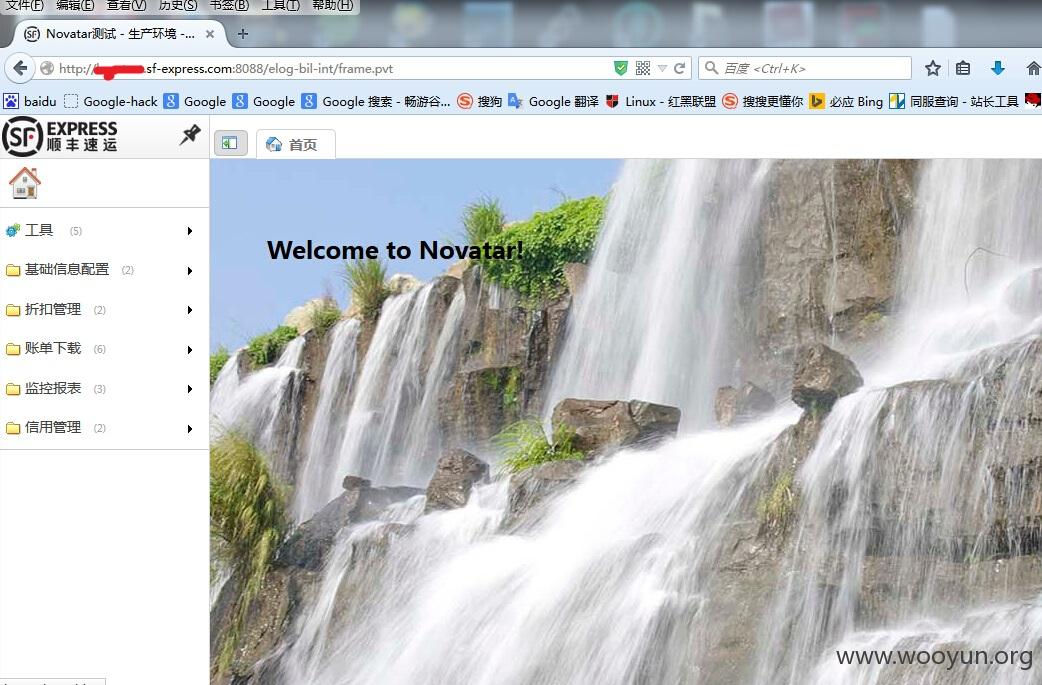 文件(F) 编辑(E) 查看(V) 历史(S) 书签(B) 工具(T) 帮助(H)
Novatar测试 - 生产环境 -... × +
http:// .sf-express.com:8088/elog-bil-int/frame.pvt 百度 <Ctrl+K>
baidu Google-hack Google Google Google 搜索 - 畅游谷... 搜狗 Google 翻译 Linux - 红黑联盟 搜搜更懂你 必应 Bing 同服查询 - 站长工具
SF EXPRESS
顺丰速运
首页
工具 (5)
基础信息配置 (2)
折扣管理 (2)
账单下载 (6)
监控报表 (3)
信用管理 (2)
Welcome to Novatar!
www.wooyun.org